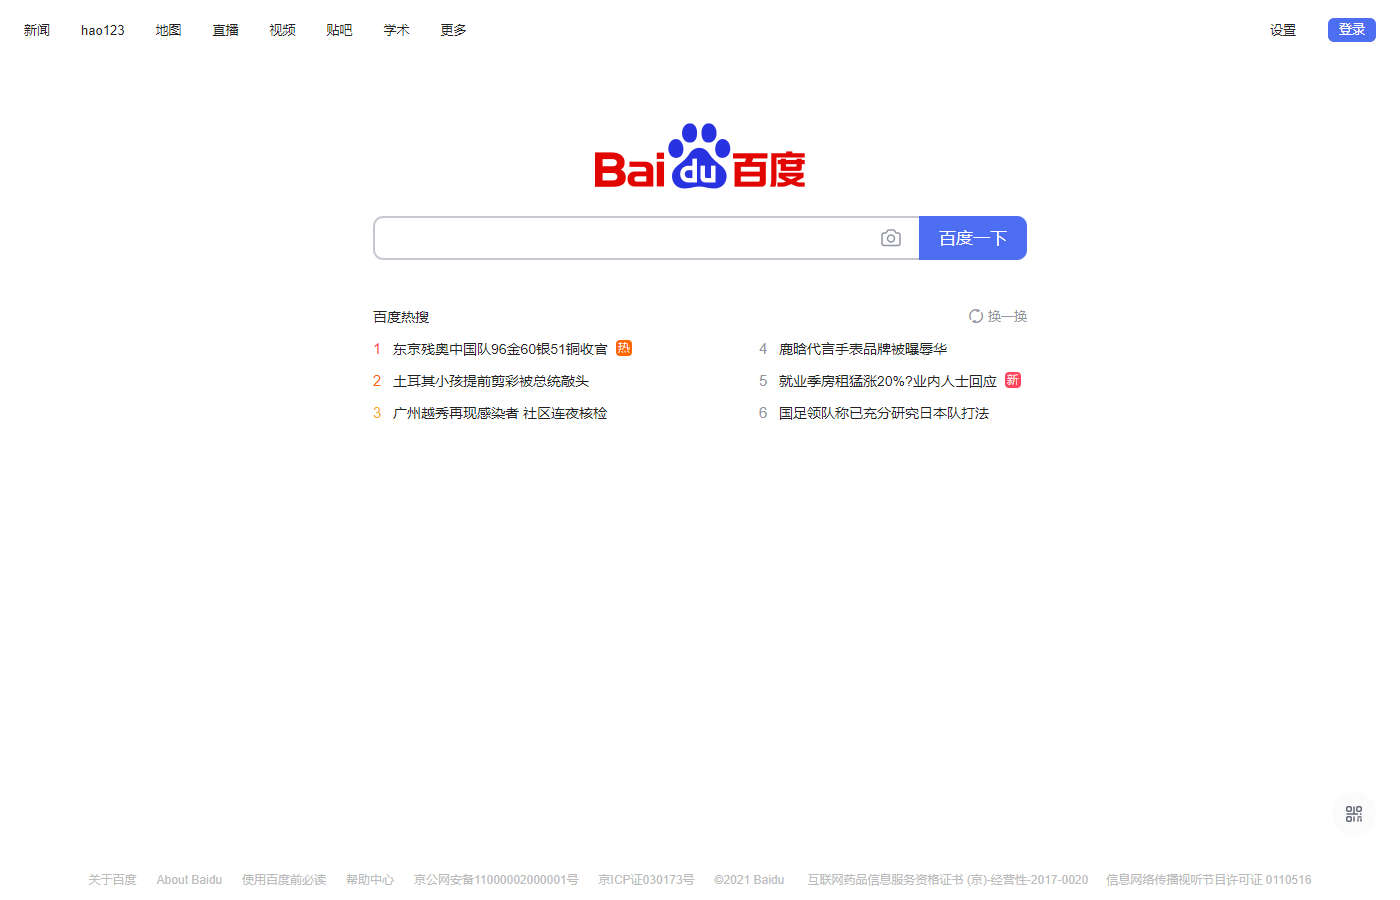 新闻 hao123 地图 直播 视频 贴吧 学术 更多 设置 登录
Bai du 百度
百度一下
百度热搜 换一换
1 东京残奥中国队96金60银51铜收官 热
2 土耳其小孩提前剪彩被总统敲头
3 广州越秀再现感染者 社区连夜核检
4 鹿晗代言手表品牌被曝辱华
5 就业季房租猛涨20%?业内人士回应 新
6 国足领队称已充分研究日本队打法
关于百度 About Baidu 使用百度前必读 帮助中心 京公网安备11000002000001号 京ICP证030173号 ©2021 Baidu 互联网药品信息服务资格证书 (京)-经营性-2017-0020 信息网络传播视听节目许可证 0110516